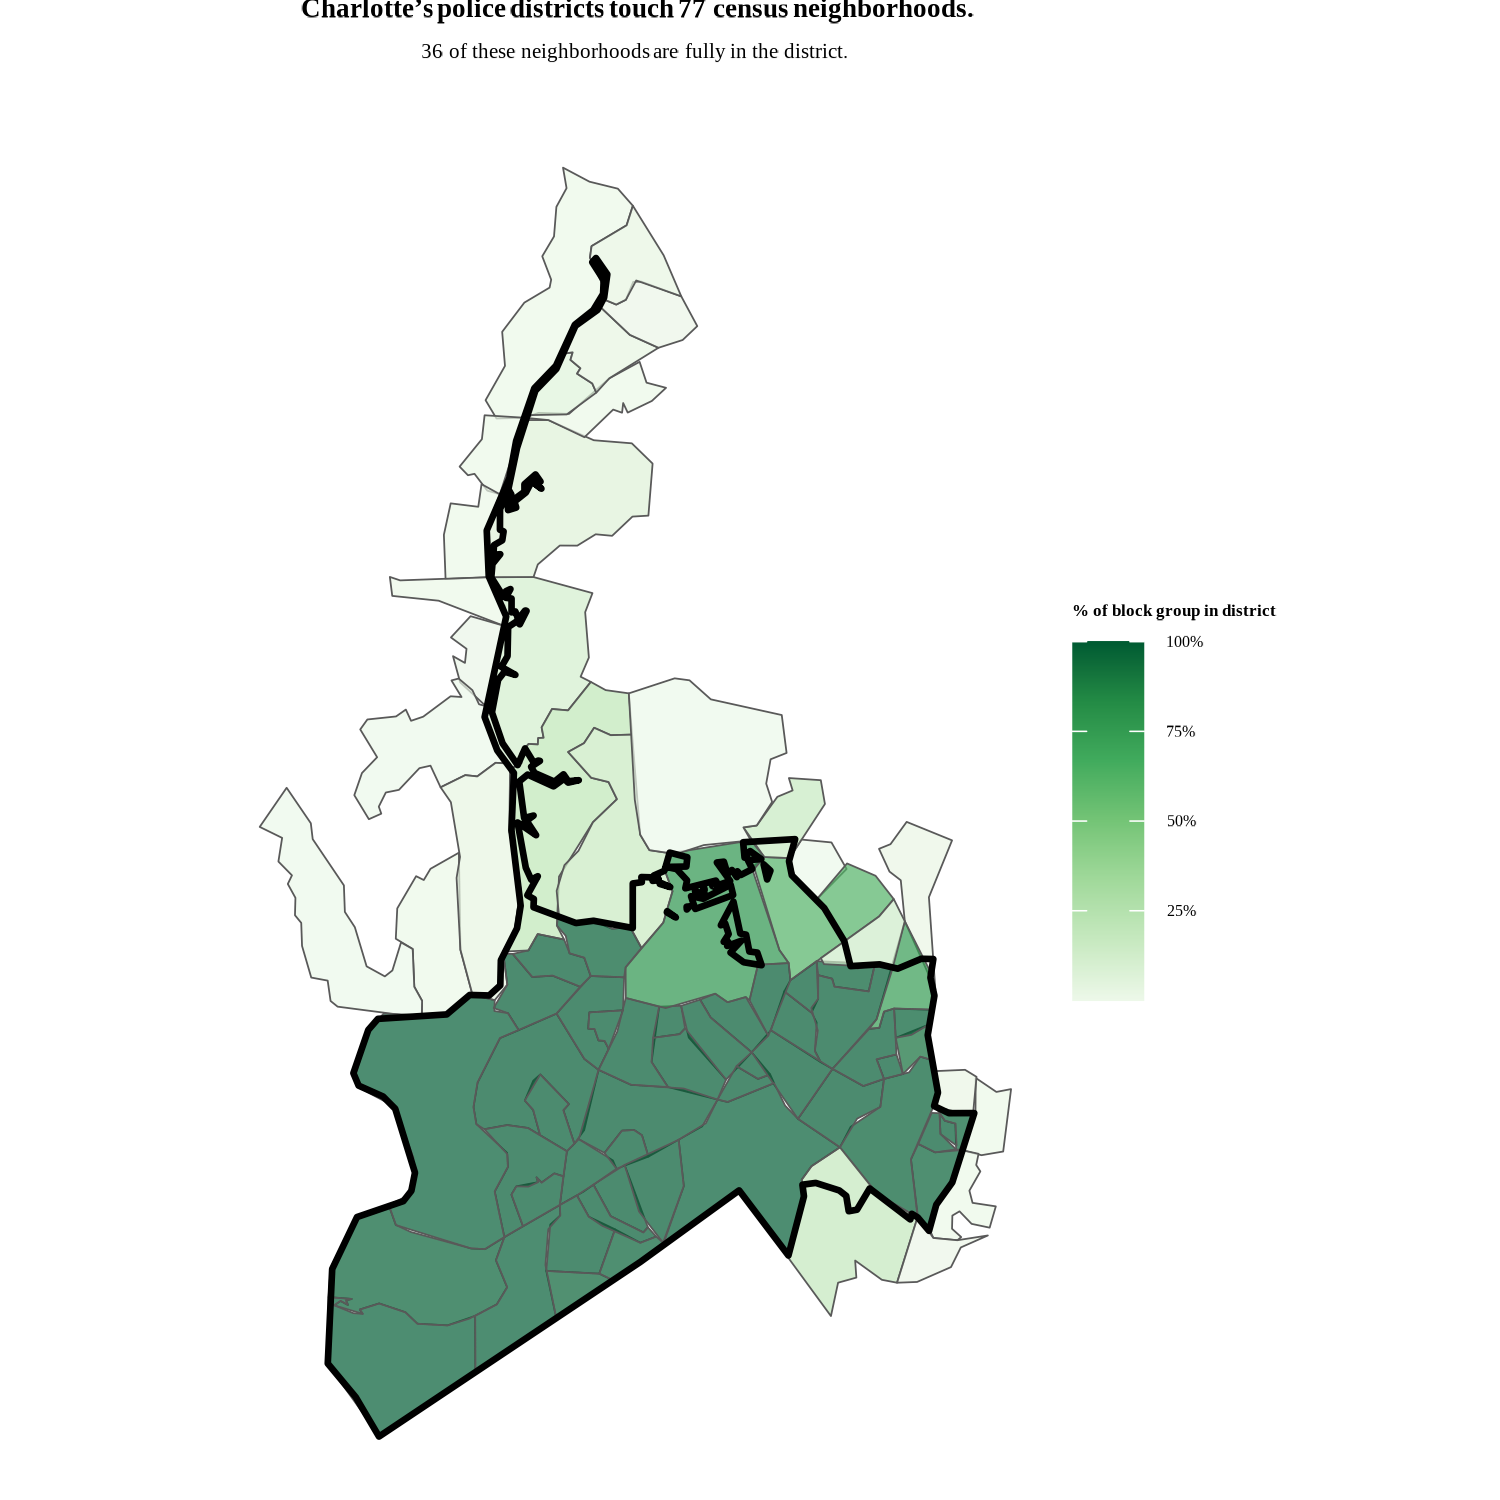 Charlotte’s police districts touch 77 census neighborhoods.
36 of these neighborhoods are fully in the district.
% of block group in district
100%
75%
50%
25%